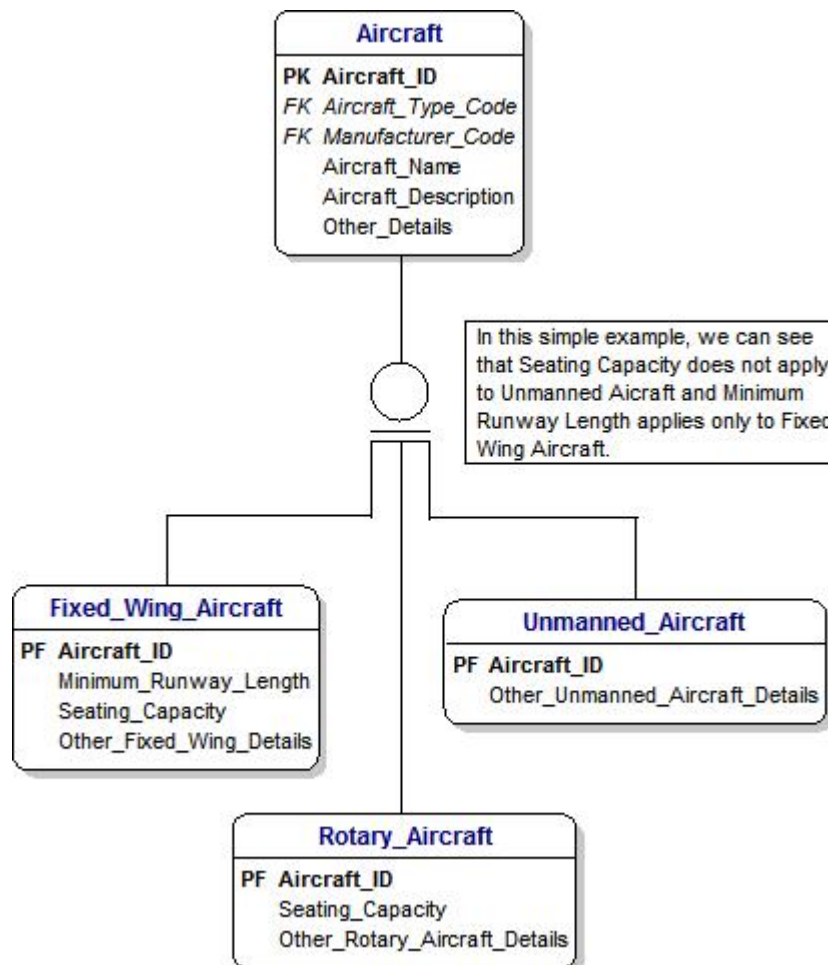 Aircraft
PK Aircraft_ID
FK Aircraft_Type_Code
FK Manufacturer_Code
Aircraft_Name
Aircraft_Description
Other_Details
In this simple example, we can see
that Seating Capacity does not apply
to Unmanned Aicraft and Minimum
Runway Length applies only to Fixed
Wing Aircraft.
Fixed_Wing_Aircraft
PF Aircraft_ID
Minimum_Runway_Length
Seating_Capacity
Other_Fixed_Wing_Details
Unmanned_Aircraft
PF Aircraft_ID
Other_Unmanned_Aircraft_Details
Rotary_Aircraft
PF Aircraft_ID
Seating_Capacity
Other_Rotary_Aircraft_Details